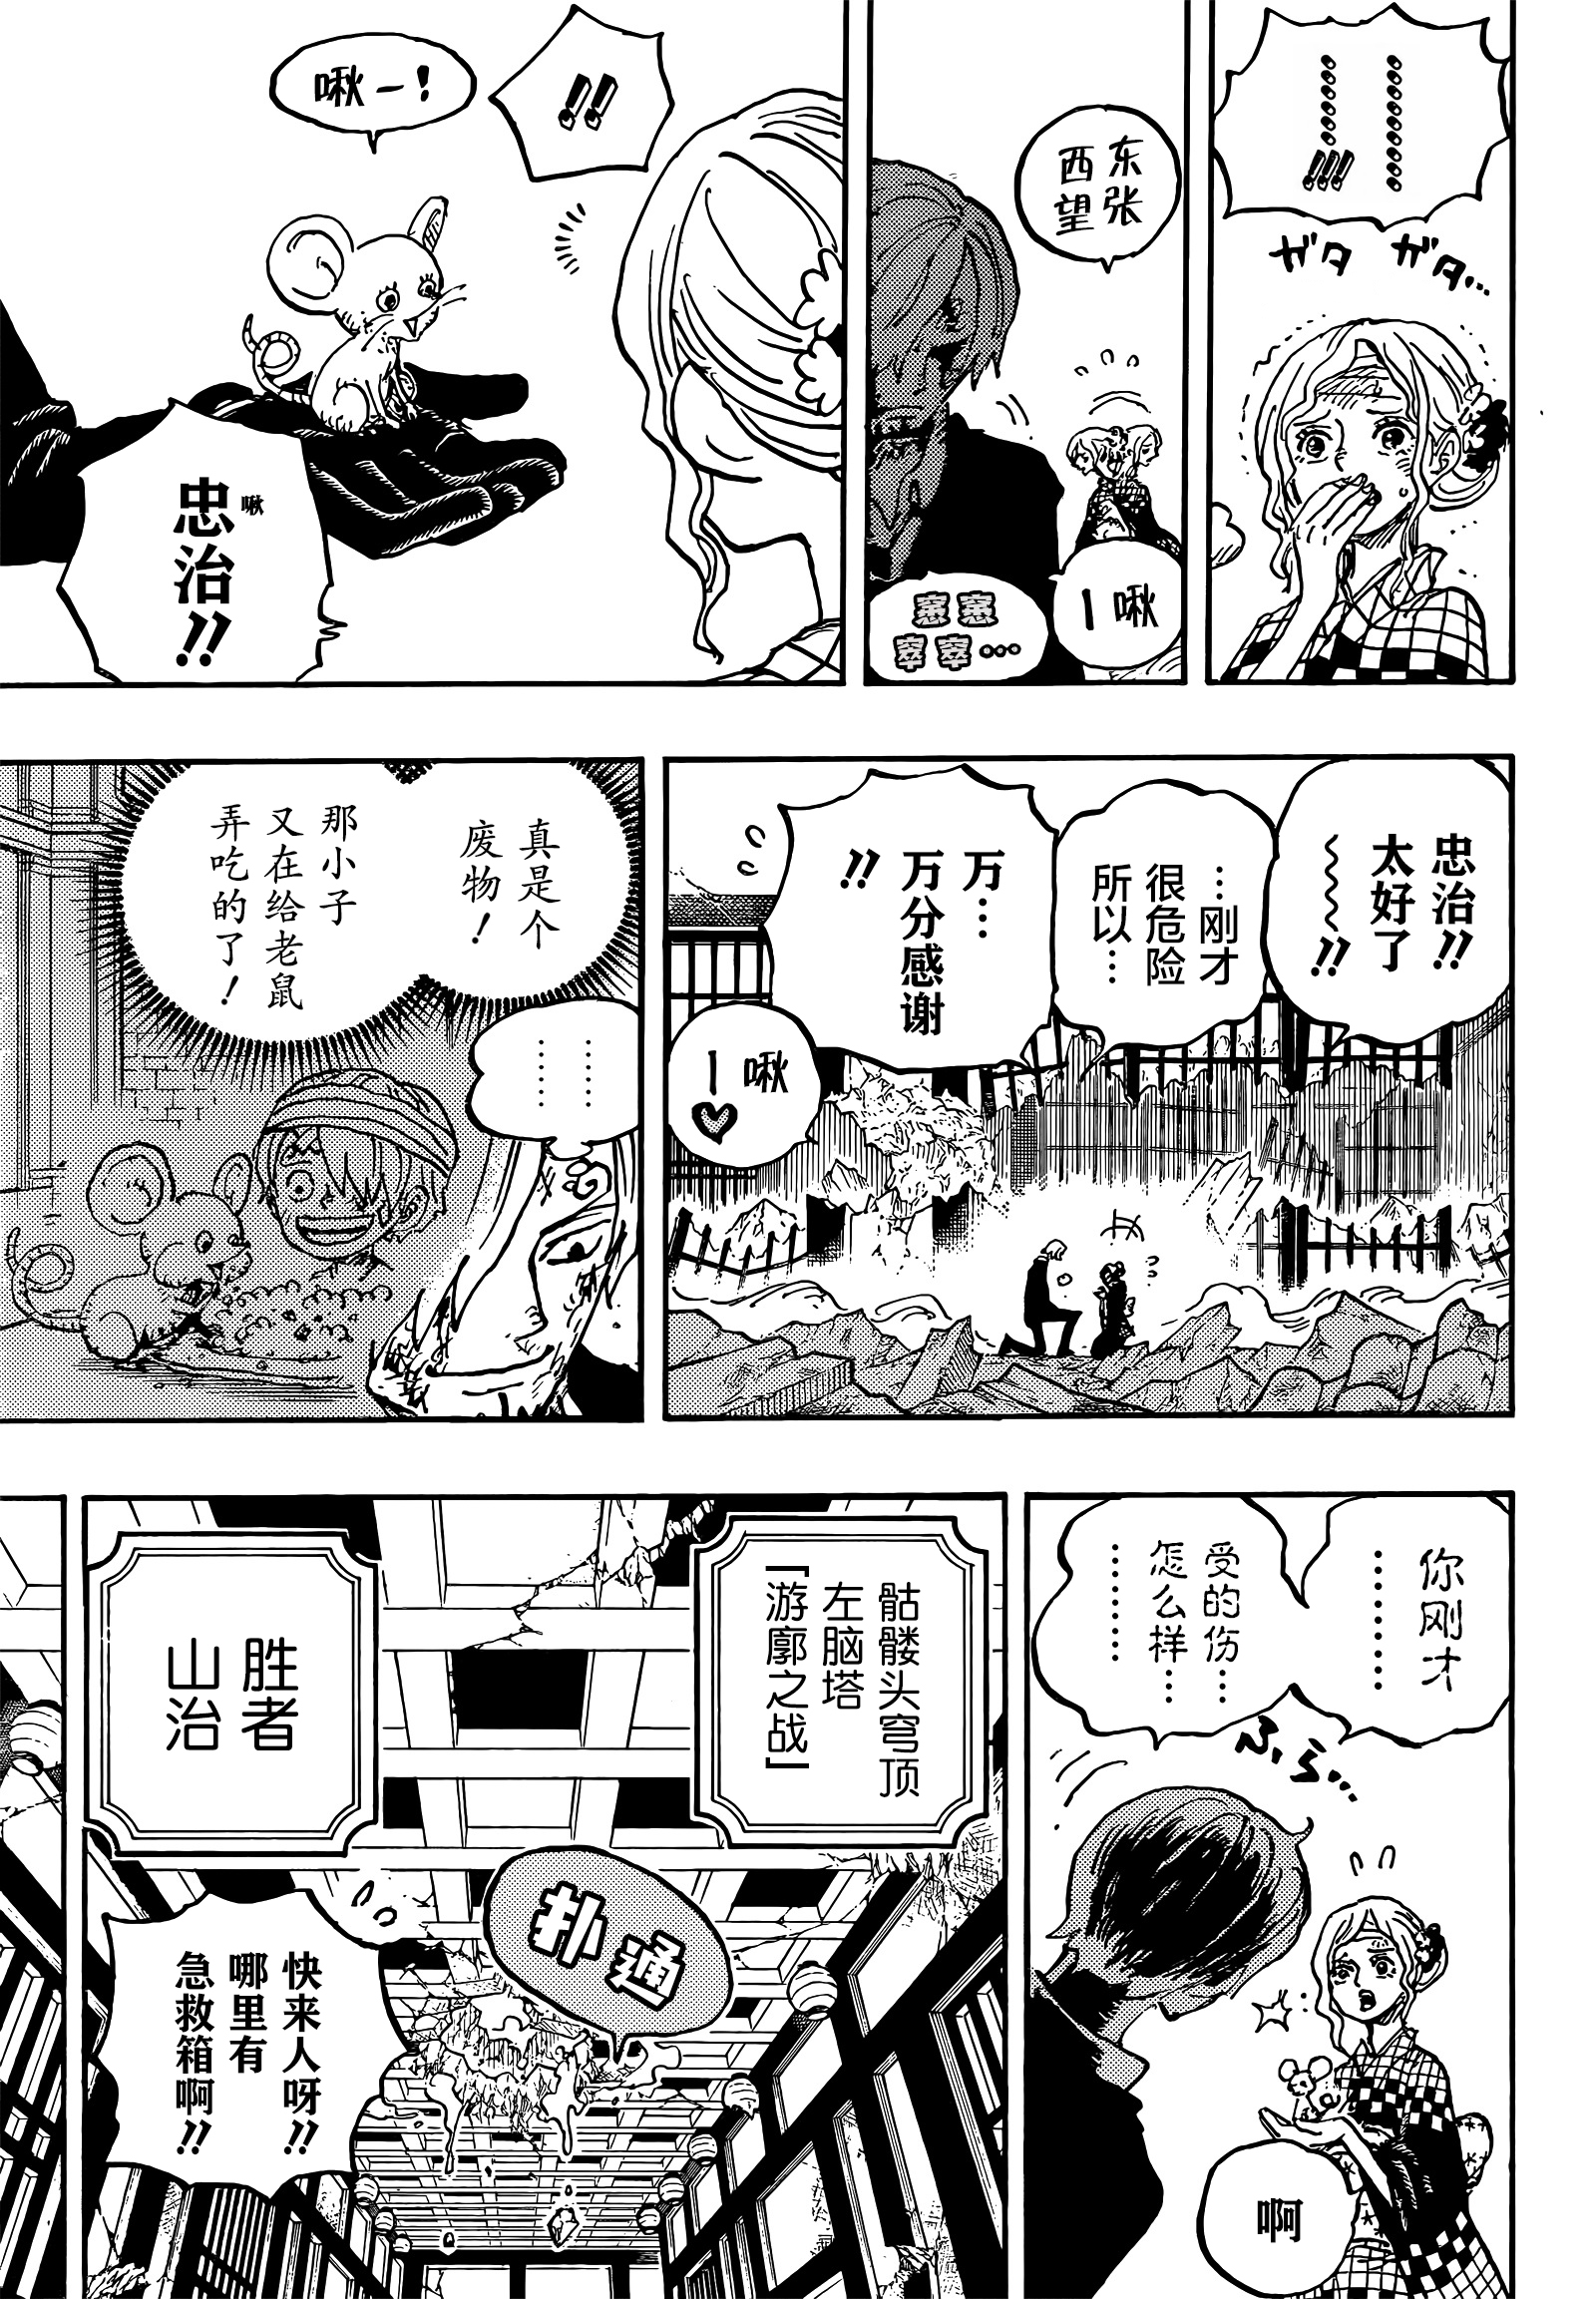 ………………!!!
ガタ ガタ…
东张
西望
啾
ー
窸窸
窣窣…
!!
啾ー!
啾
忠治!!
忠治!!
太好了
~~~!!
…刚才
很危险
所以…
万…
万分感谢
!!
啾
ー
真是个
废物!
那小子
又在给老鼠
弄吃的了!
……
……
你刚才
………
受的伤…
怎么样…
………
ふら…
啊
骷髅头穹顶
左脑塔
「游廓之战」
胜者
山治
扑通
快来人呀!!
哪里有
急救箱啊!!